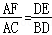 AF/AC = DE/BD